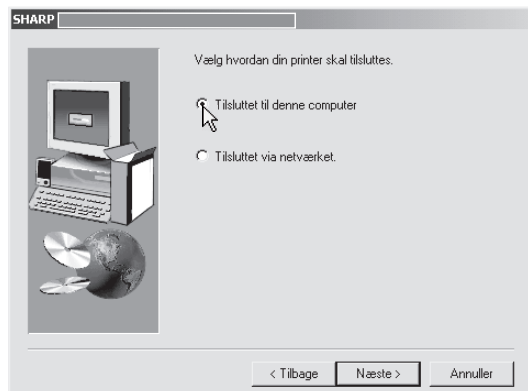 SHARP
Vælg hvordan din printer skal tilsluttes.
Tilsluttet til denne computer
Tilsluttet via netværket.
< Tilbage
Næste >
Annuller